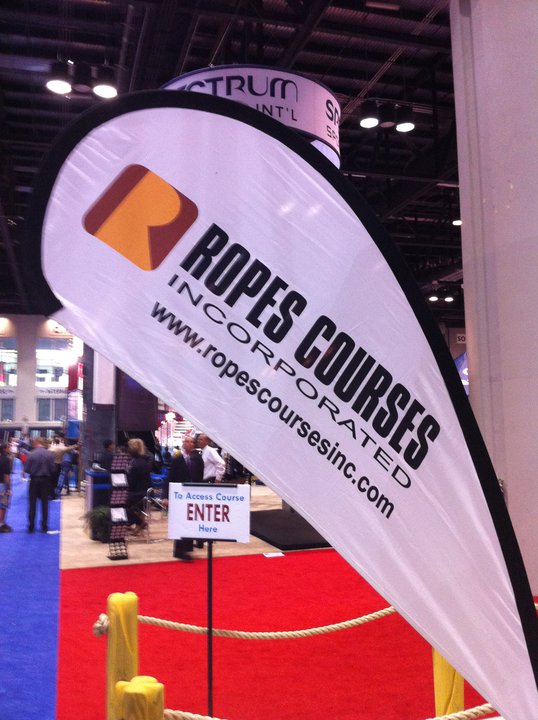 CTRUM
INT'L
R
ROPES COURSES
INCORPORATED
www.ropescoursesinc.com
To Access Course
ENTER
Here